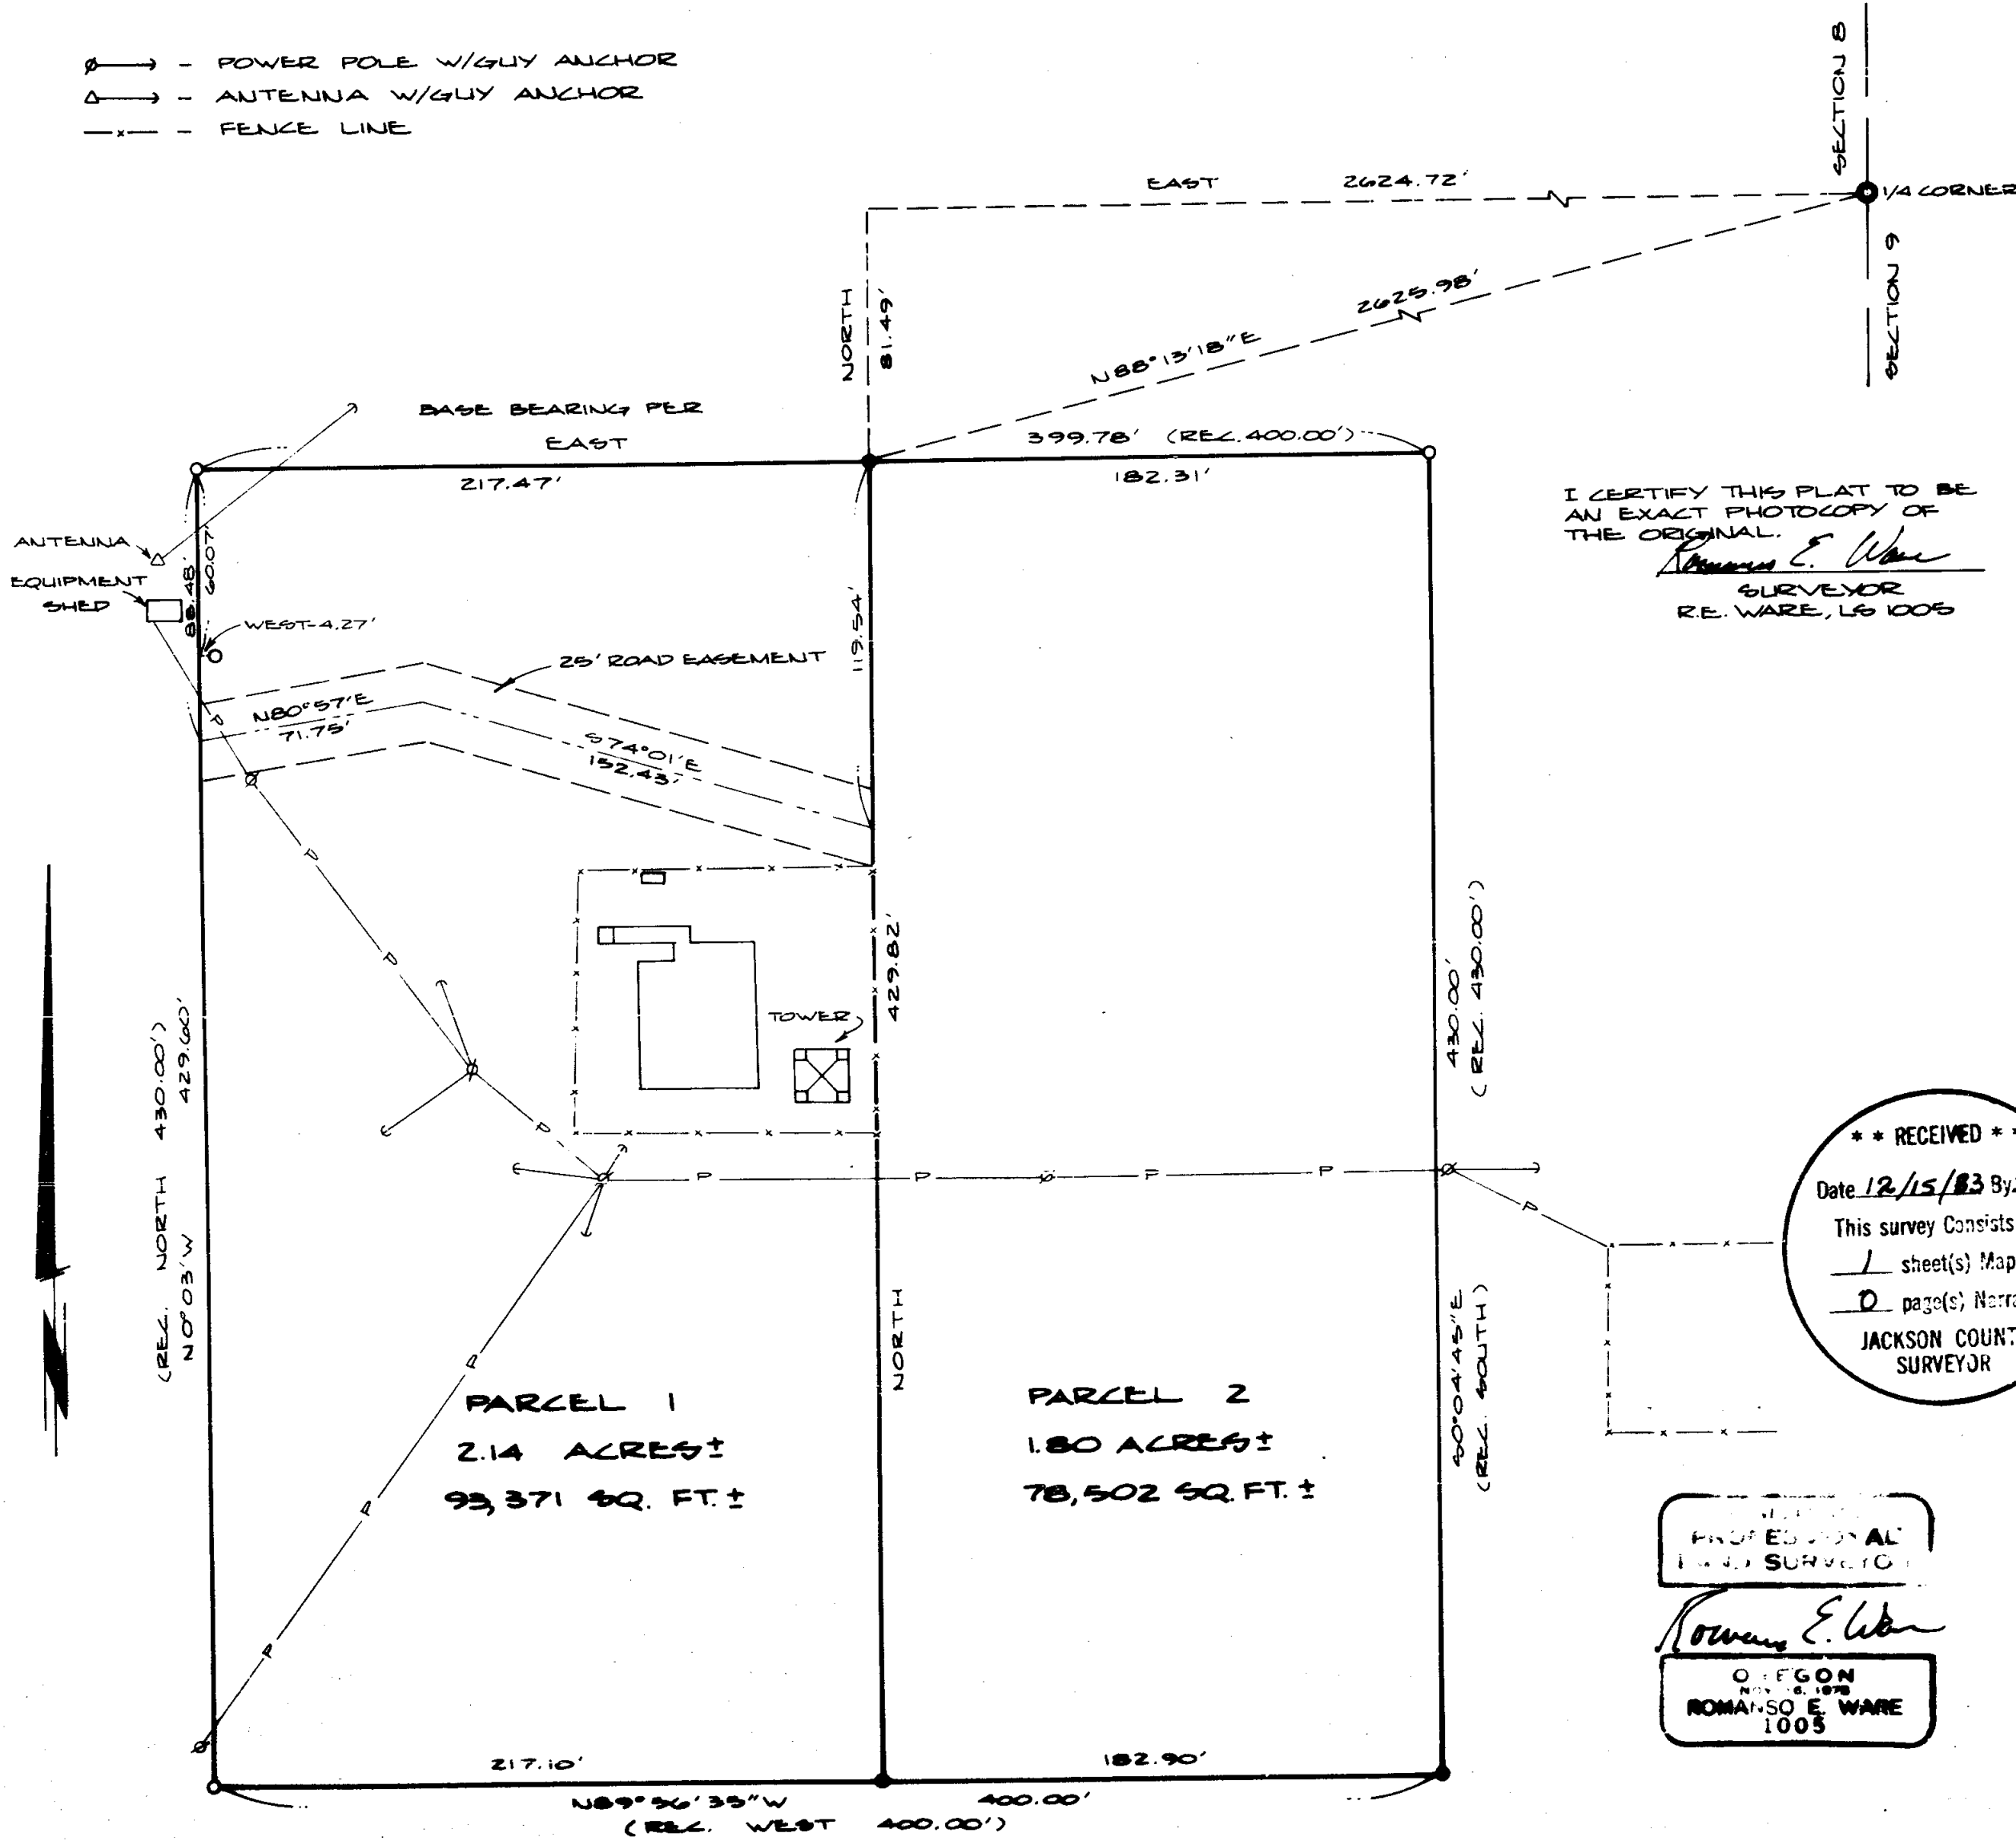 - POWER POLE W/GUY ANCHOR
- ANTENNA W/GUY ANCHOR
- FENCE LINE
SECTION 8
1/4 CORNER
SECTION 9
EAST 2624.72'
NORTH
81.49'
N88°13'18"E 2625.98'
BASE BEARING PER
EAST
399.78' (REC. 400.00')
217.47'
182.31'
I CERTIFY THIS PLAT TO BE
AN EXACT PHOTOCOPY OF
THE ORIGINAL.
SURVEYOR
R.E. WARE, LS 1005
ANTENNA
EQUIPMENT
SHED
88.48'
60.07'
WEST-4.27'
25' ROAD EASEMENT
119.54'
N80°57'E
71.75'
S74°01'E
152.43'
P
P
P
TOWER
429.82'
NORTH
430.00'
(REC. 430.00')
(REC. NORTH 430.00')
N0°03'W 429.60'
P
P
P
P
P
P
P
P
P
S0°04'45"E
(REC. SOUTH)
PARCEL 1
2.14 ACRES±
93,371 SQ. FT.±
PARCEL 2
1.80 ACRES±
78,502 SQ. FT.±
* * RECEIVED * *
Date 12/15/83 By
This survey Consists
1 sheet(s) Map
0 page(s) Narra
JACKSON COUNT
SURVEYOR
PROFESSIONAL
LAND SURVEYOR
Romanso E. Ware
OREGON
ROMANSO E. WARE
1005
217.10'
182.90'
N89°56'35"W 400.00'
(REC. WEST 400.00')